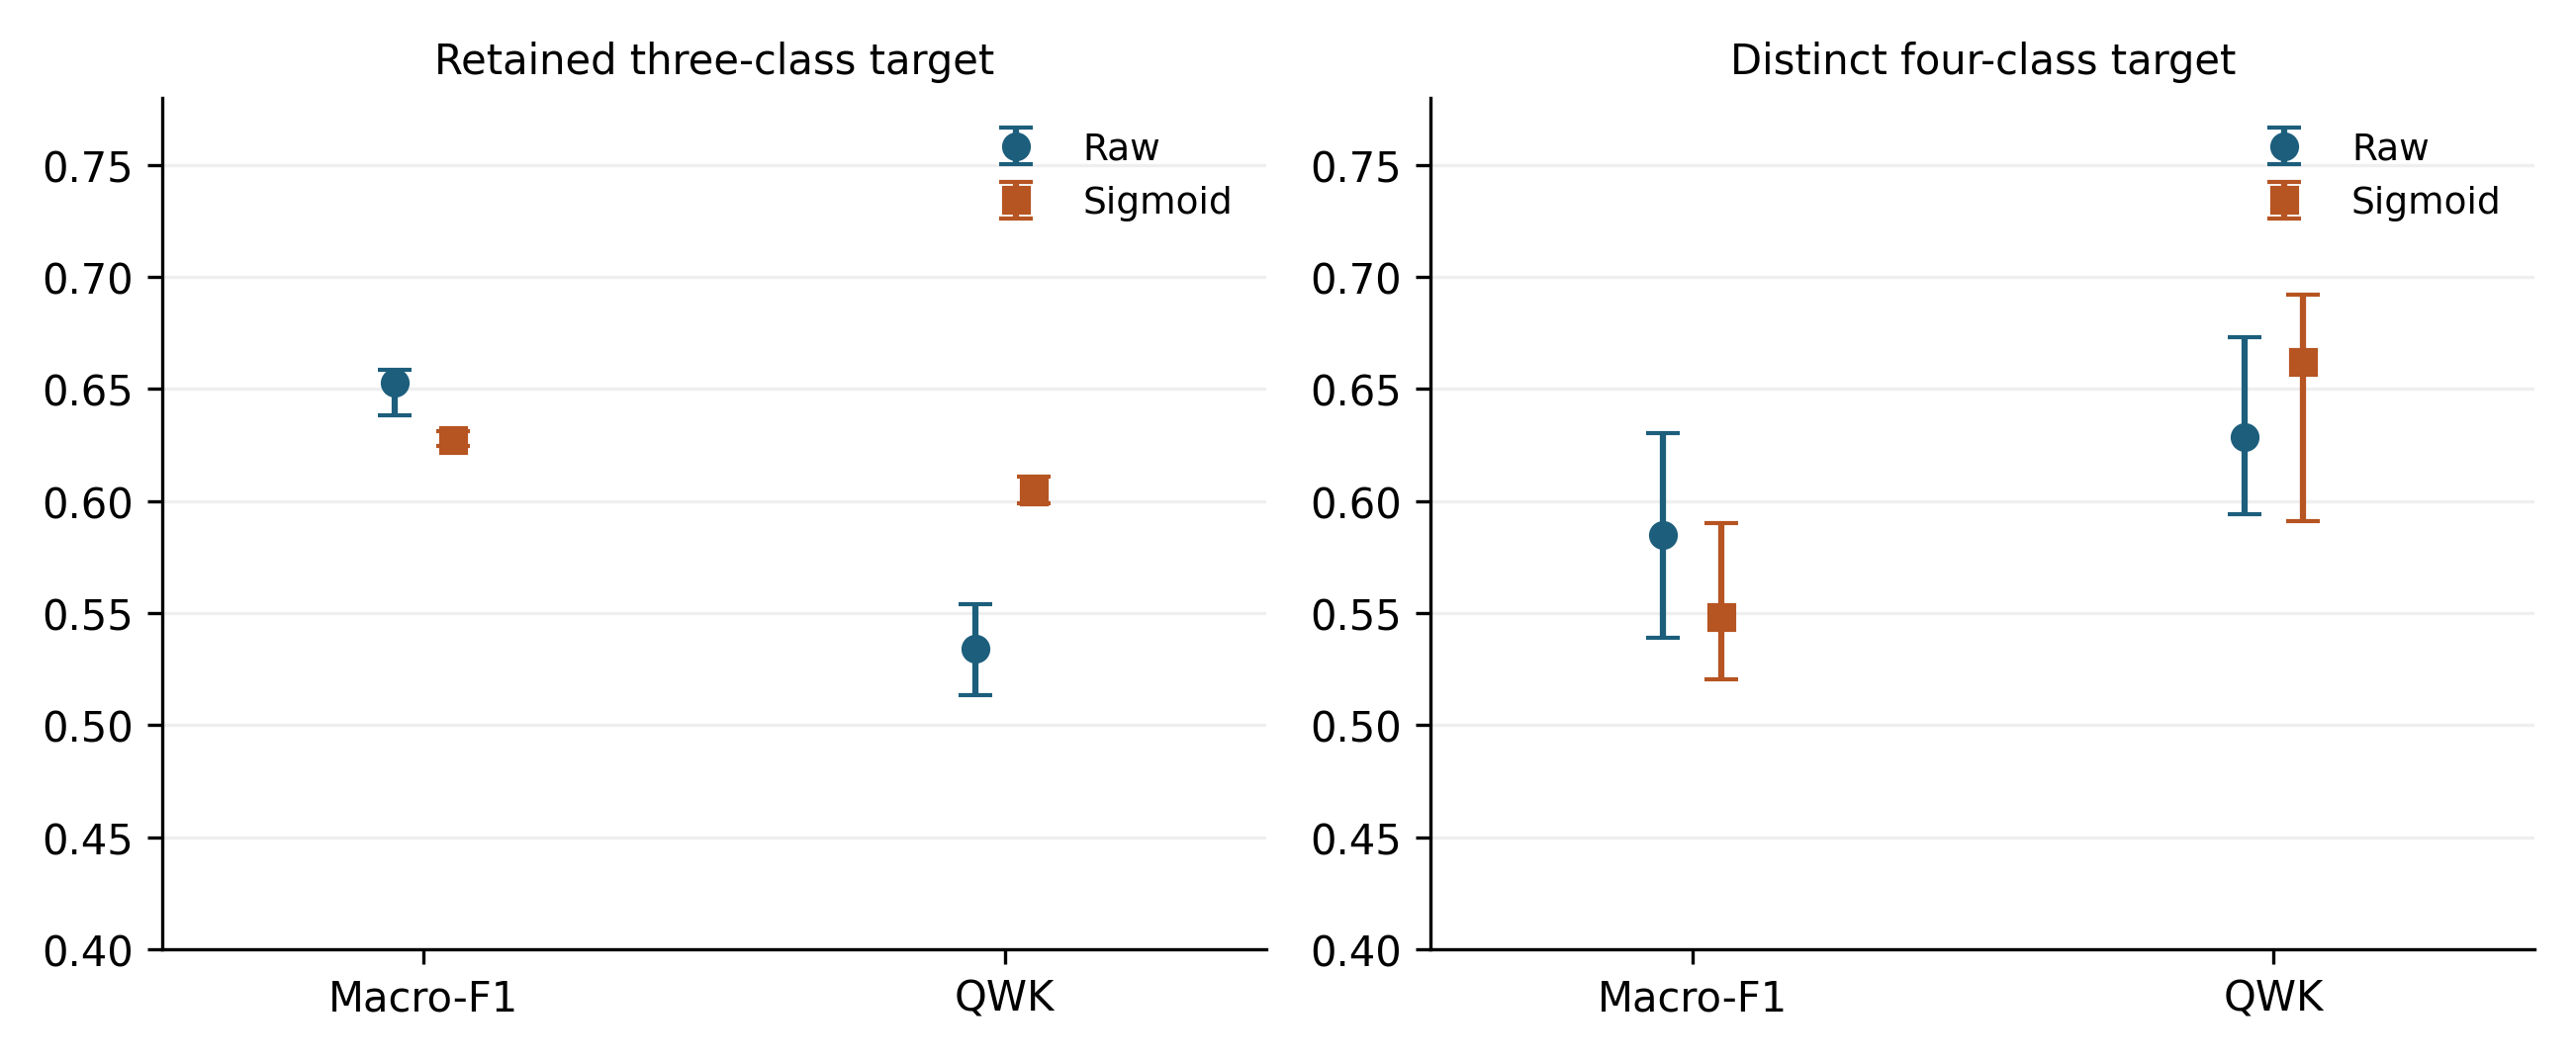 Retained three-class target
0.75
0.70
0.65
0.60
0.55
0.50
0.45
0.40
Raw
Sigmoid
Macro-F1
QWK
Distinct four-class target
0.75
0.70
0.65
0.60
0.55
0.50
0.45
0.40
Raw
Sigmoid
Macro-F1
QWK